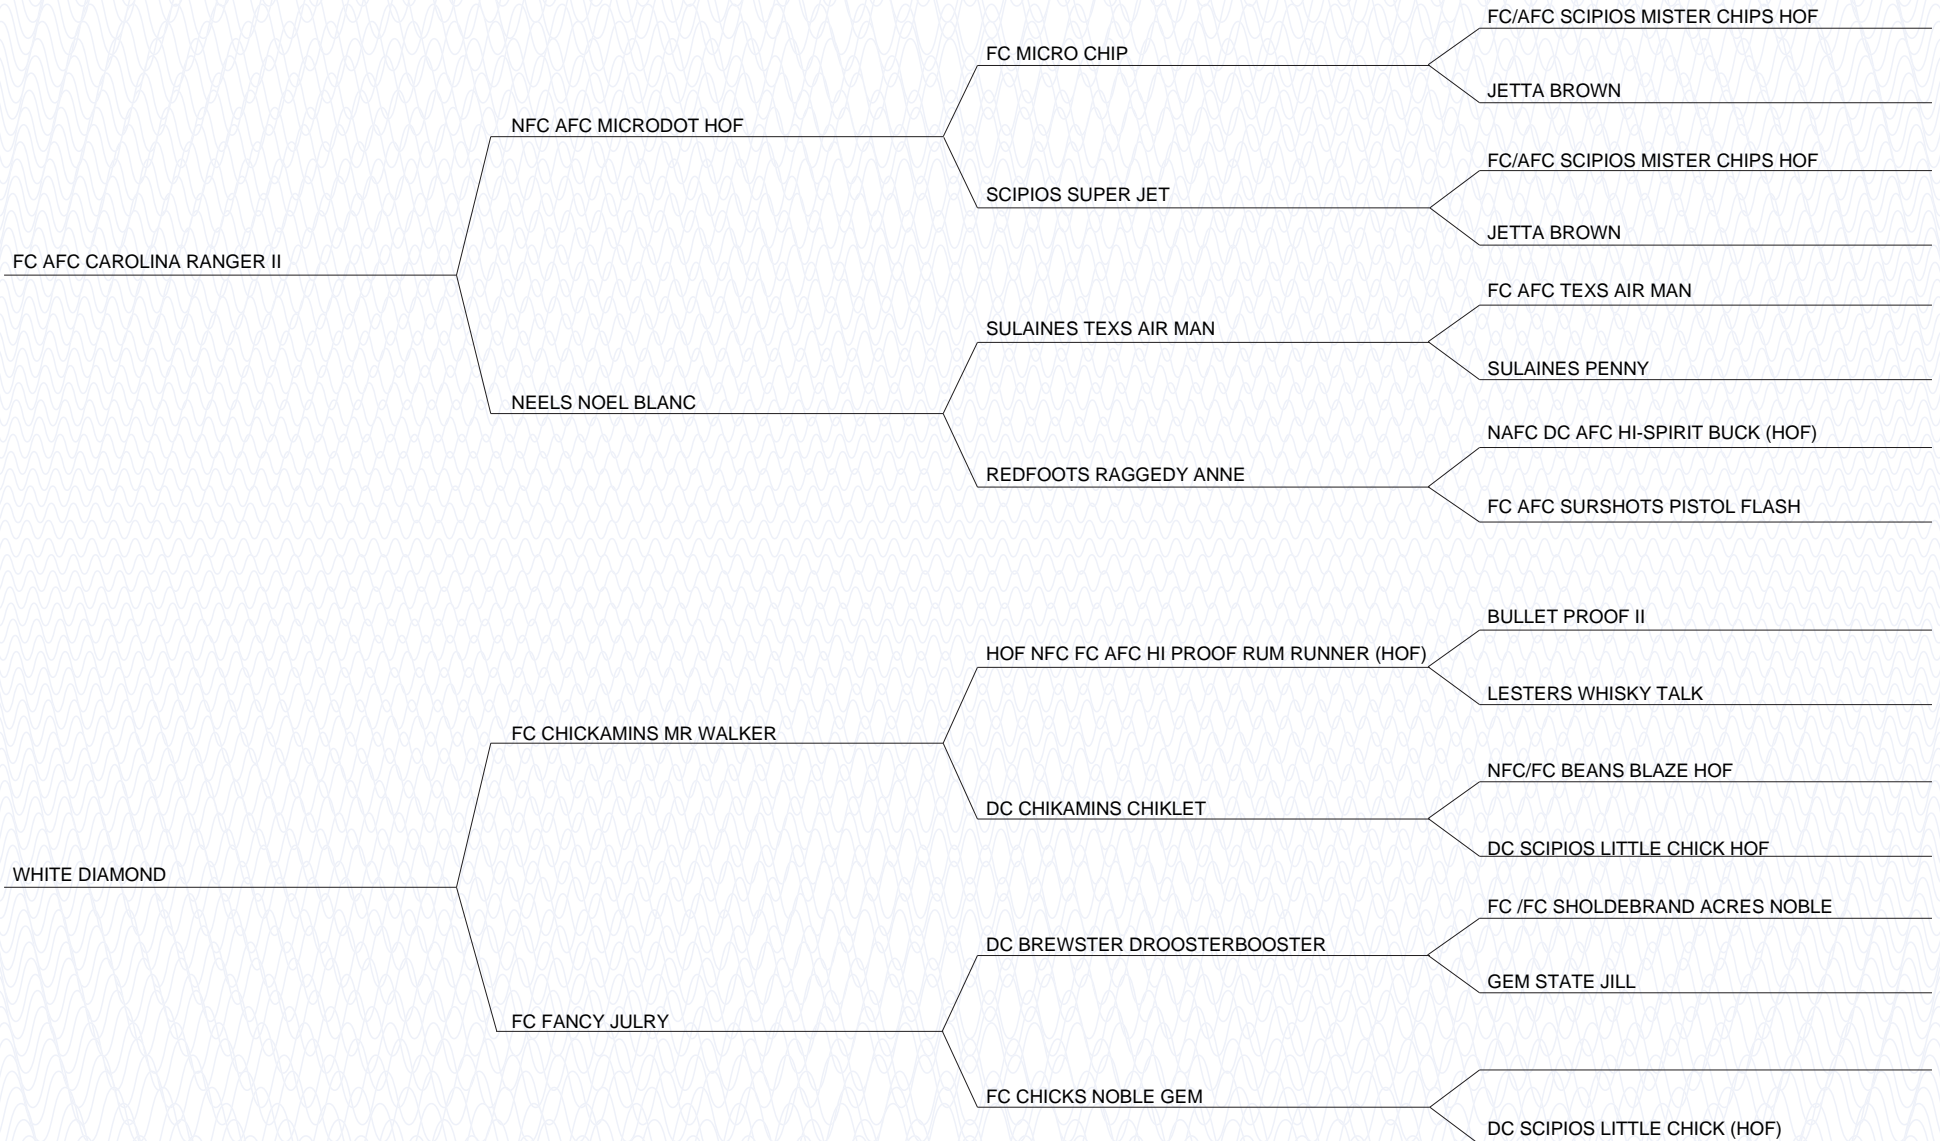 FC/AFC SCIPIOS MISTER CHIPS HOF
FC MICRO CHIP
JETTA BROWN
NFC AFC MICRODOT HOF
FC/AFC SCIPIOS MISTER CHIPS HOF
SCIPIOS SUPER JET
JETTA BROWN
FC AFC CAROLINA RANGER II
FC AFC TEXS AIR MAN
SULAINES TEXS AIR MAN
SULAINES PENNY
NEELS NOEL BLANC
NAFC DC AFC HI-SPIRIT BUCK (HOF)
REDFOOTS RAGGEDY ANNE
FC AFC SURSHOTS PISTOL FLASH
BULLET PROOF II
HOF NFC FC AFC HI PROOF RUM RUNNER (HOF)
LESTERS WHISKY TALK
FC CHICKAMINS MR WALKER
NFC/FC BEANS BLAZE HOF
DC CHIKAMINS CHIKLET
DC SCIPIOS LITTLE CHICK HOF
WHITE DIAMOND
FC /FC SHOLDEBRAND ACRES NOBLE
DC BREWSTER DROOSTERBOOSTER
GEM STATE JILL
FC FANCY JULRY
FC CHICKS NOBLE GEM
DC SCIPIOS LITTLE CHICK (HOF)